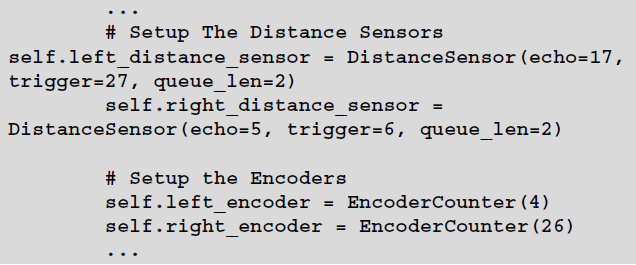 ...
# Setup The Distance Sensors
self.left_distance_sensor = DistanceSensor(echo=17,
trigger=27, queue_len=2)
self.right_distance_sensor =
DistanceSensor(echo=5, trigger=6, queue_len=2)
# Setup the Encoders
self.left_encoder = EncoderCounter(4)
self.right_encoder = EncoderCounter(26)
...